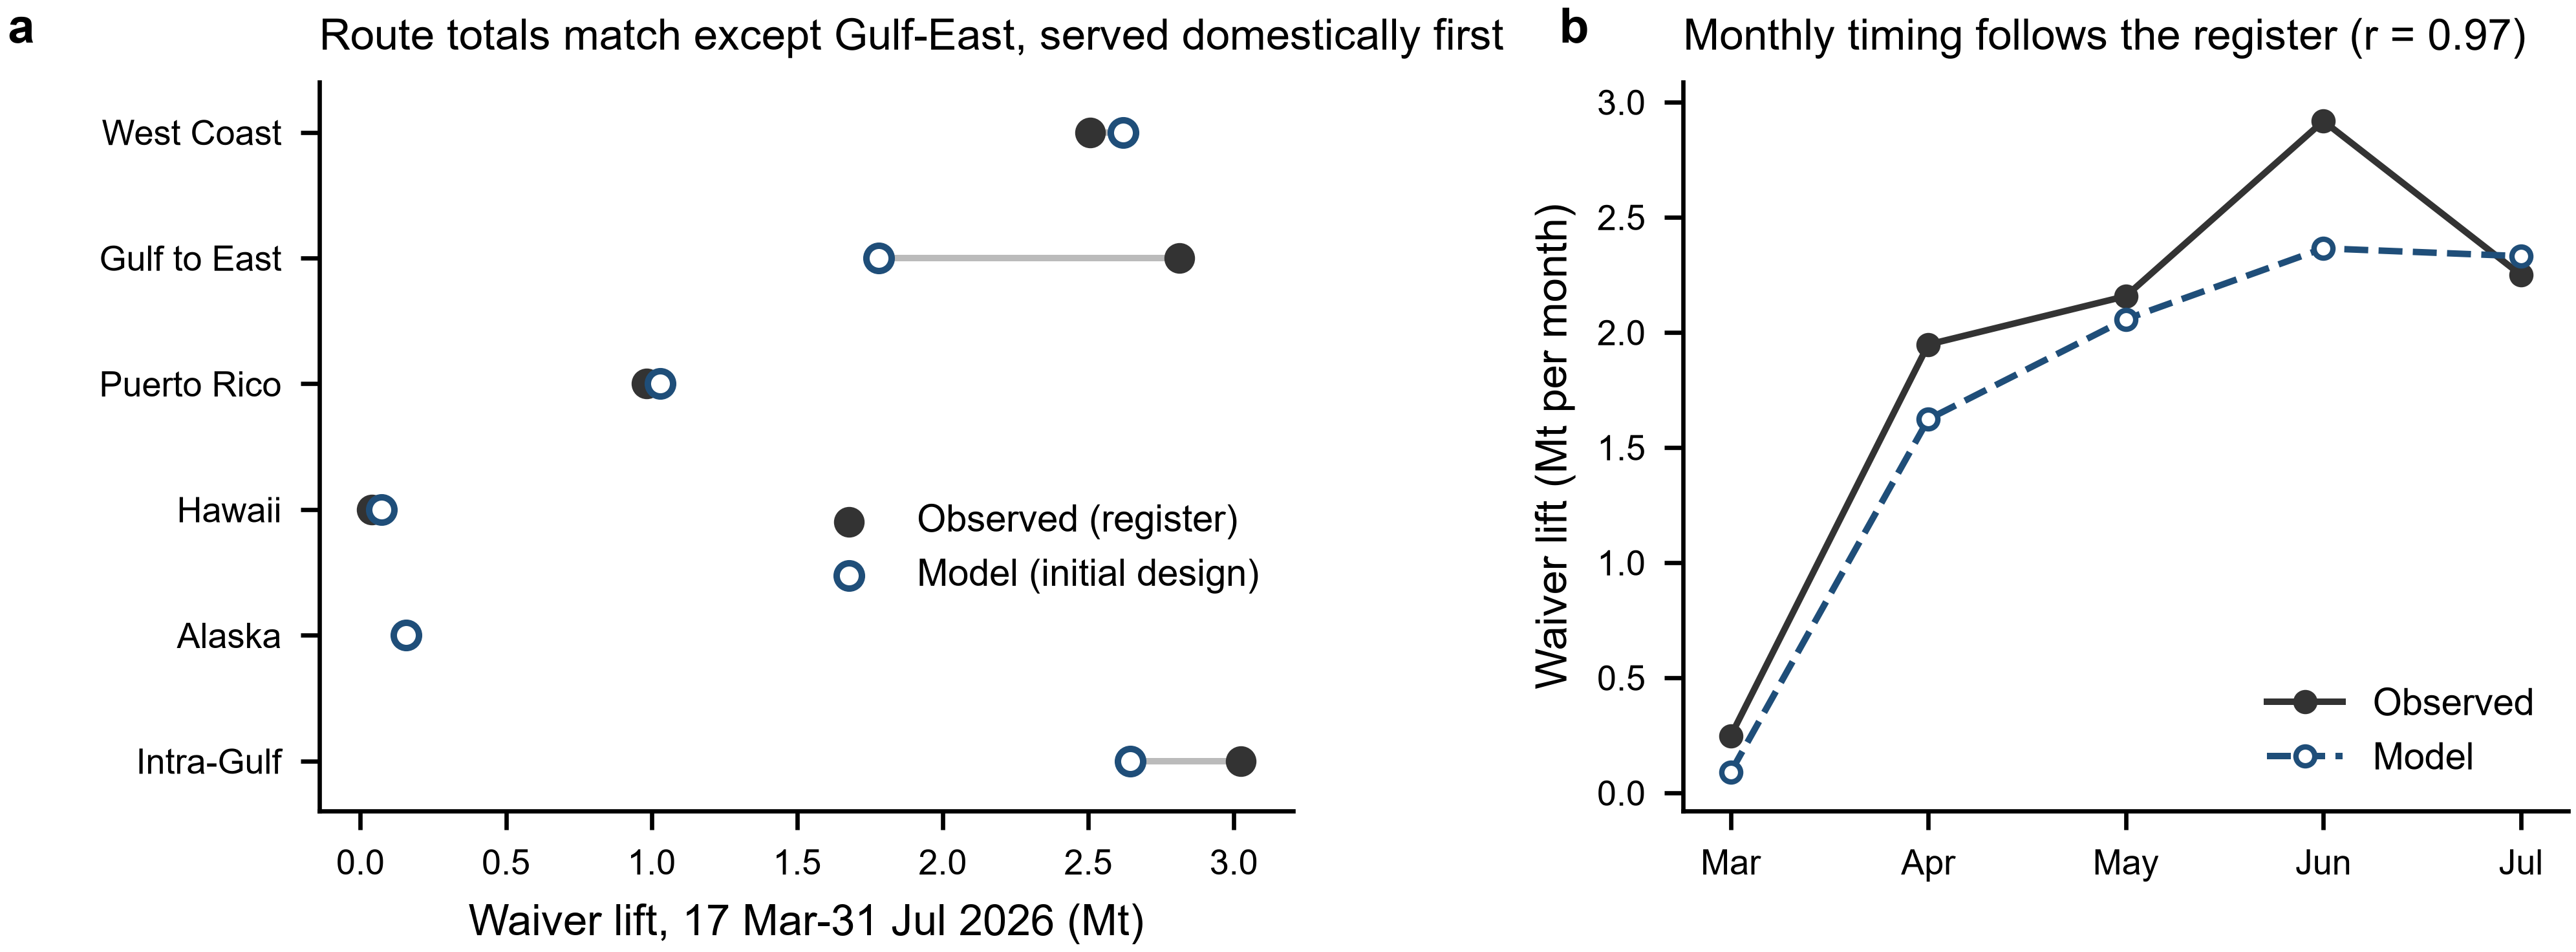 a
Route totals match except Gulf-East, served domestically first
West Coast
Gulf to East
Puerto Rico
Hawaii
Alaska
Intra-Gulf
Observed (register)
Model (initial design)
0.0 0.5 1.0 1.5 2.0 2.5 3.0
Waiver lift, 17 Mar-31 Jul 2026 (Mt)
b
Monthly timing follows the register (r = 0.97)
Waiver lift (Mt per month)
3.0
2.5
2.0
1.5
1.0
0.5
0.0
Observed
Model
Mar Apr May Jun Jul